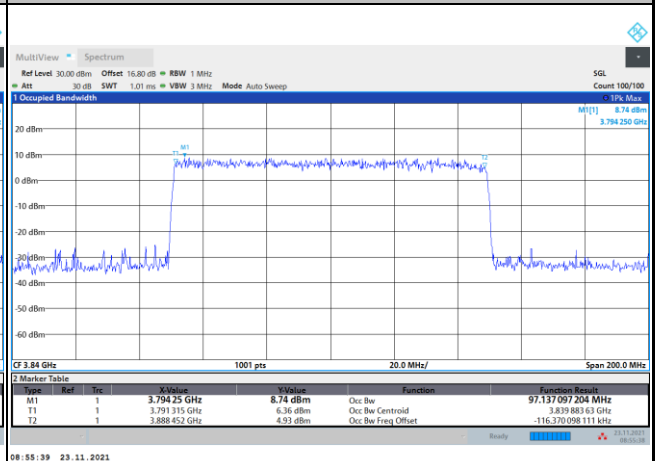 MultiView Spectrum
Ref Level 30.00 dBm Offset 16.80 dB RBW 1 MHz SGL
Att 30 dB SWT 1.01 ms VBW 3 MHz Mode Auto Sweep Count 100/100
1 Occupied Bandwidth 1Pk Max
M1[1] 8.74 dBm
3.794 250 GHz
20 dBm
M1
T1
T2
10 dBm
0 dBm
-10 dBm
-20 dBm
-30 dBm
-40 dBm
-50 dBm
-60 dBm
CF 3.84 GHz 1001 pts 20.0 MHz/ Span 200.0 MHz
2 Marker Table
Type Ref Trc X-Value Y-Value Function Function Result
M1 1 3.794 25 GHz 8.74 dBm Occ Bw 97.137 097 204 MHz
T1 1 3.791 315 GHz 6.36 dBm Occ Bw Centroid 3.839 883 63 GHz
T2 1 3.888 452 GHz 4.93 dBm Occ Bw Freq Offset -116.370 098 111 kHz
Ready 23.11.2021
08:55:38
08:55:39 23.11.2021